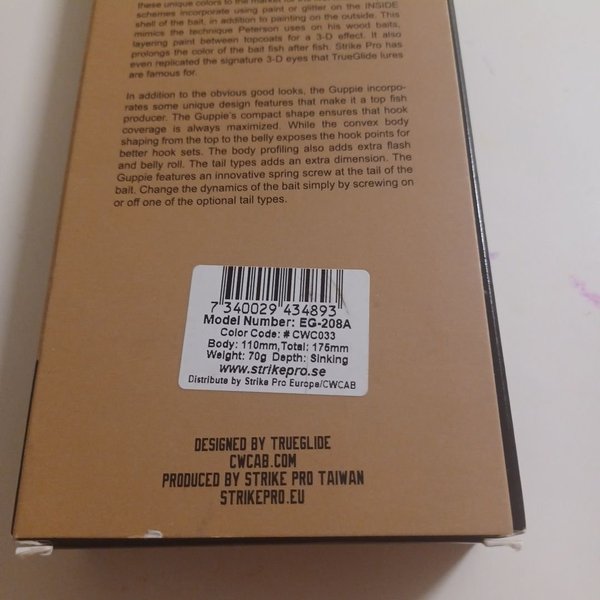 these unique colors to the market for
schemes incorporate using paint or glitter on the INSIDE
shell of the bait, in addition to painting on the outside. This
mimics the technique Peterson uses on his wood baits,
layering paint between topcoats for a 3-D effect. It also
prolongs the color of the bait fish after fish. Strike Pro has
even replicated the signature 3-D eyes that TrueGlide lures
are famous for.
In addition to the obvious good looks, the Guppie incorpo-
rates some unique design features that make it a top fish
producer. The Guppie's compact shape ensures that hook
coverage is always maximized. While the convex body
shaping from the top to the belly exposes the hook points for
better hook sets. The body profiling also adds extra flash
and belly roll. The tail types adds an extra dimension. The
Guppie features an innovative spring screw at the tail of the
bait. Change the dynamics of the bait simply by screwing on
or off one of the optional tail types.
7 340029 434893
Model Number: EG-208A
Color Code: # CWC033
Body: 110mm,Total: 175mm
Weight: 70g Depth: Sinking
www.strikepro.se
Distribute by Strike Pro Europe/CWCAB
DESIGNED BY TRUEGLIDE
CWCAB.COM
PRODUCED BY STRIKE PRO TAIWAN
STRIKEPRO.EU